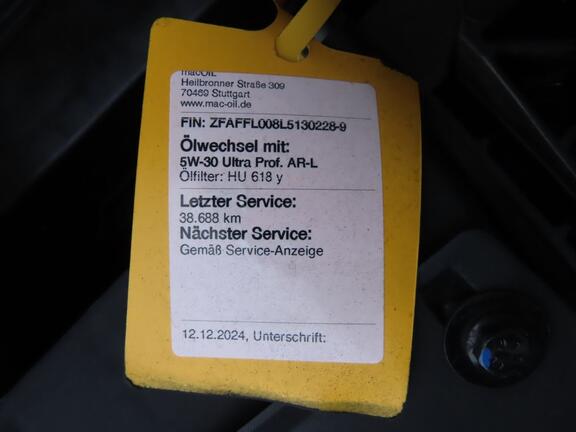 macOIL
Heilbronner Straße 309
70469 Stuttgart
www.mac-oil.de
FIN: ZFAFFL008L5130228-9
Ölwechsel mit:
5W-30 Ultra Prof. AR-L
Ölfilter: HU 618 y
Letzter Service:
38.688 km
Nächster Service:
Gemäß Service-Anzeige
12.12.2024, Unterschrift: